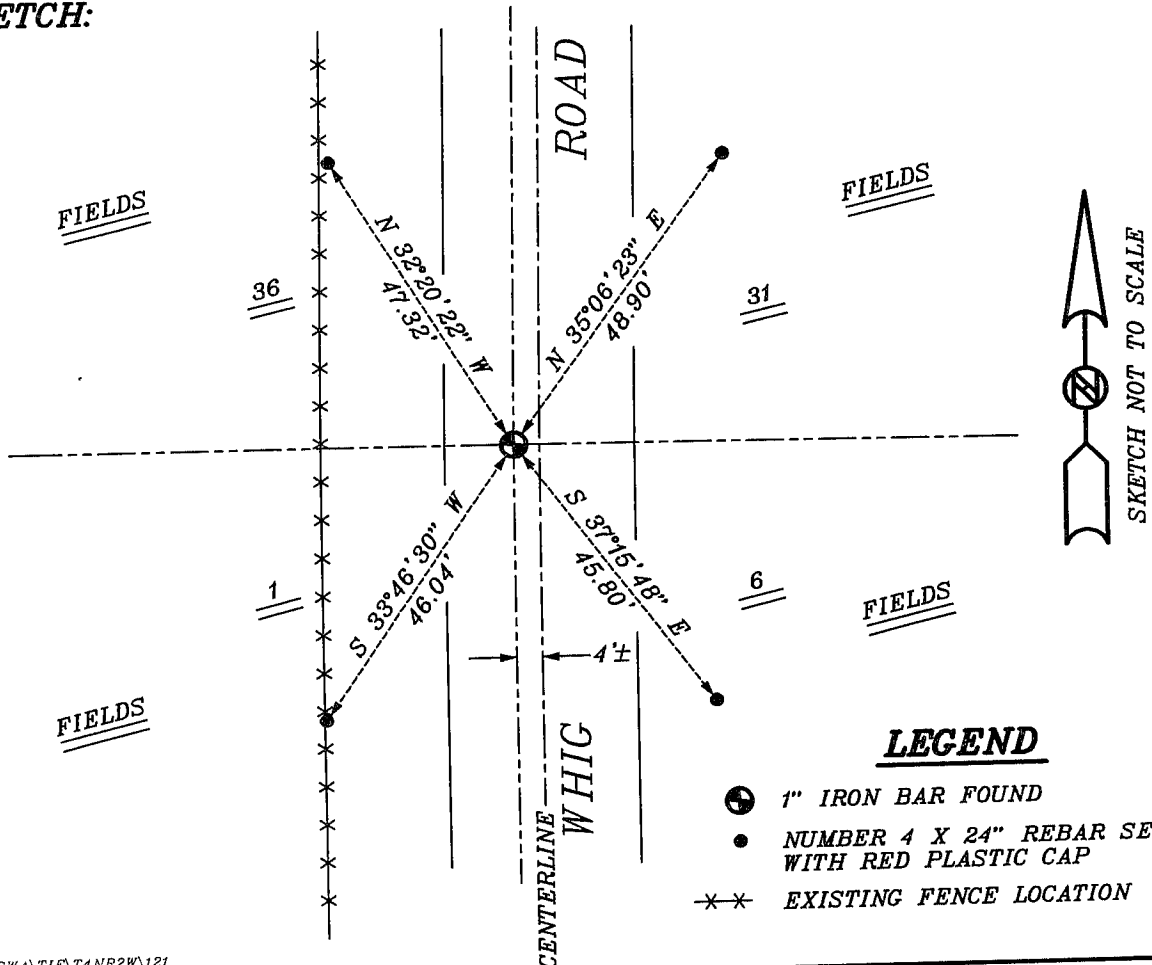 ETCH:
ROAD
FIELDS
FIELDS
N 32°20'22" W
47.32'
N 35°06'23" E
48.90'
36
31
N
SKETCH NOT TO SCALE
S 33°46'30" W
46.04'
S 37°15'48" E
45.80'
1
6
FIELDS
4'±
FIELDS
WHIG
CENTERLINE
LEGEND
1" IRON BAR FOUND
NUMBER 4 X 24" REBAR SE
WITH RED PLASTIC CAP
EXISTING FENCE LOCATION